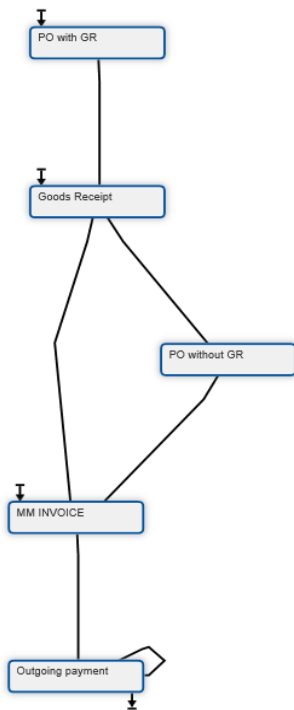 PO with GR
Goods Receipt
PO without GR
MM INVOICE
Outgoing payment